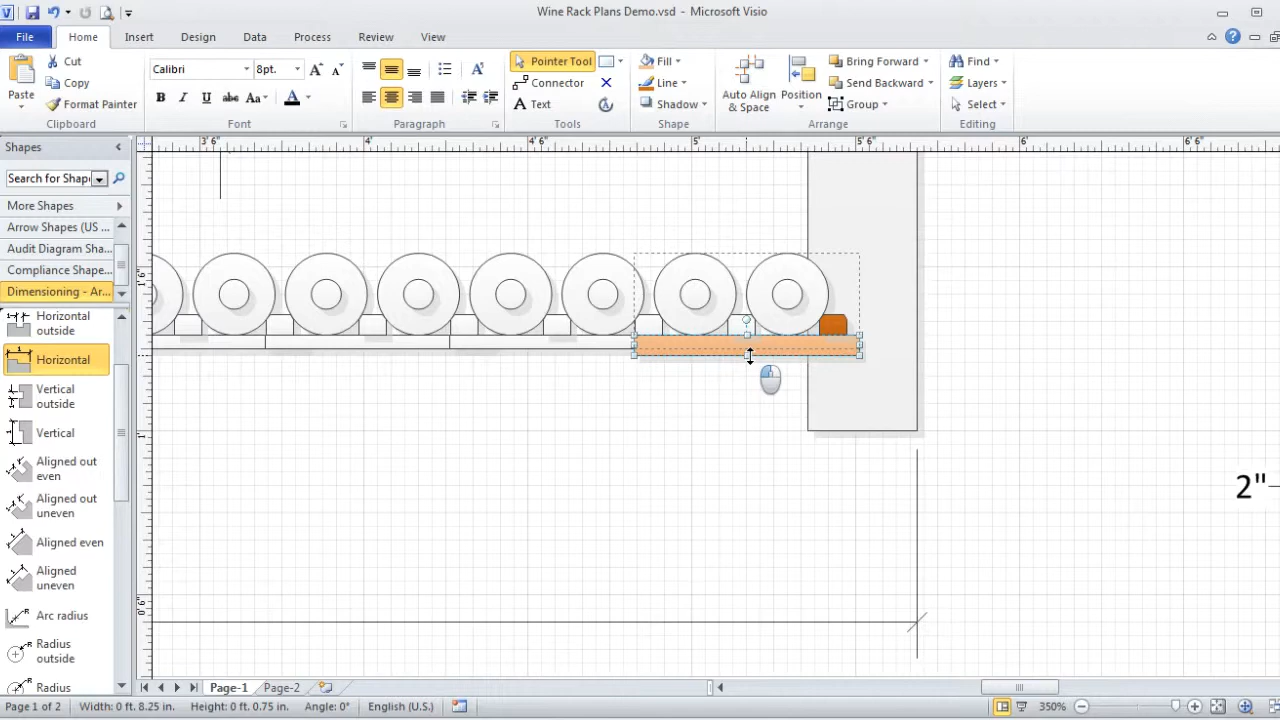 Wine Rack Plans Demo.vsd - Microsoft Visio
File Home Insert Design Data Process Review View
Paste
Cut
Copy
Format Painter
Clipboard
Calibri 8pt.
B I U abc Aa A
Font
Paragraph
Pointer Tool
Connector
A Text
Tools
Fill
Line
Shadow
Shape
Auto Align
& Space
Position
Bring Forward
Send Backward
Group
Arrange
Find
Layers
Select
Editing
Shapes
Search for Shap
More Shapes
Arrow Shapes (US ...
Audit Diagram Sha...
Compliance Shape...
Dimensioning - Ar...
Horizontal
outside
Horizontal
Vertical
outside
Vertical
Aligned out
even
Aligned out
uneven
Aligned even
Aligned
uneven
Arc radius
Radius
outside
Radius
3' 6" 4' 4' 6" 5' 5' 6" 6' 6' 6"
2"
Page-1 Page-2
Page 1 of 2 Width: 0 ft. 8.25 in. Height: 0 ft. 0.75 in. Angle: 0° English (U.S.) 350%